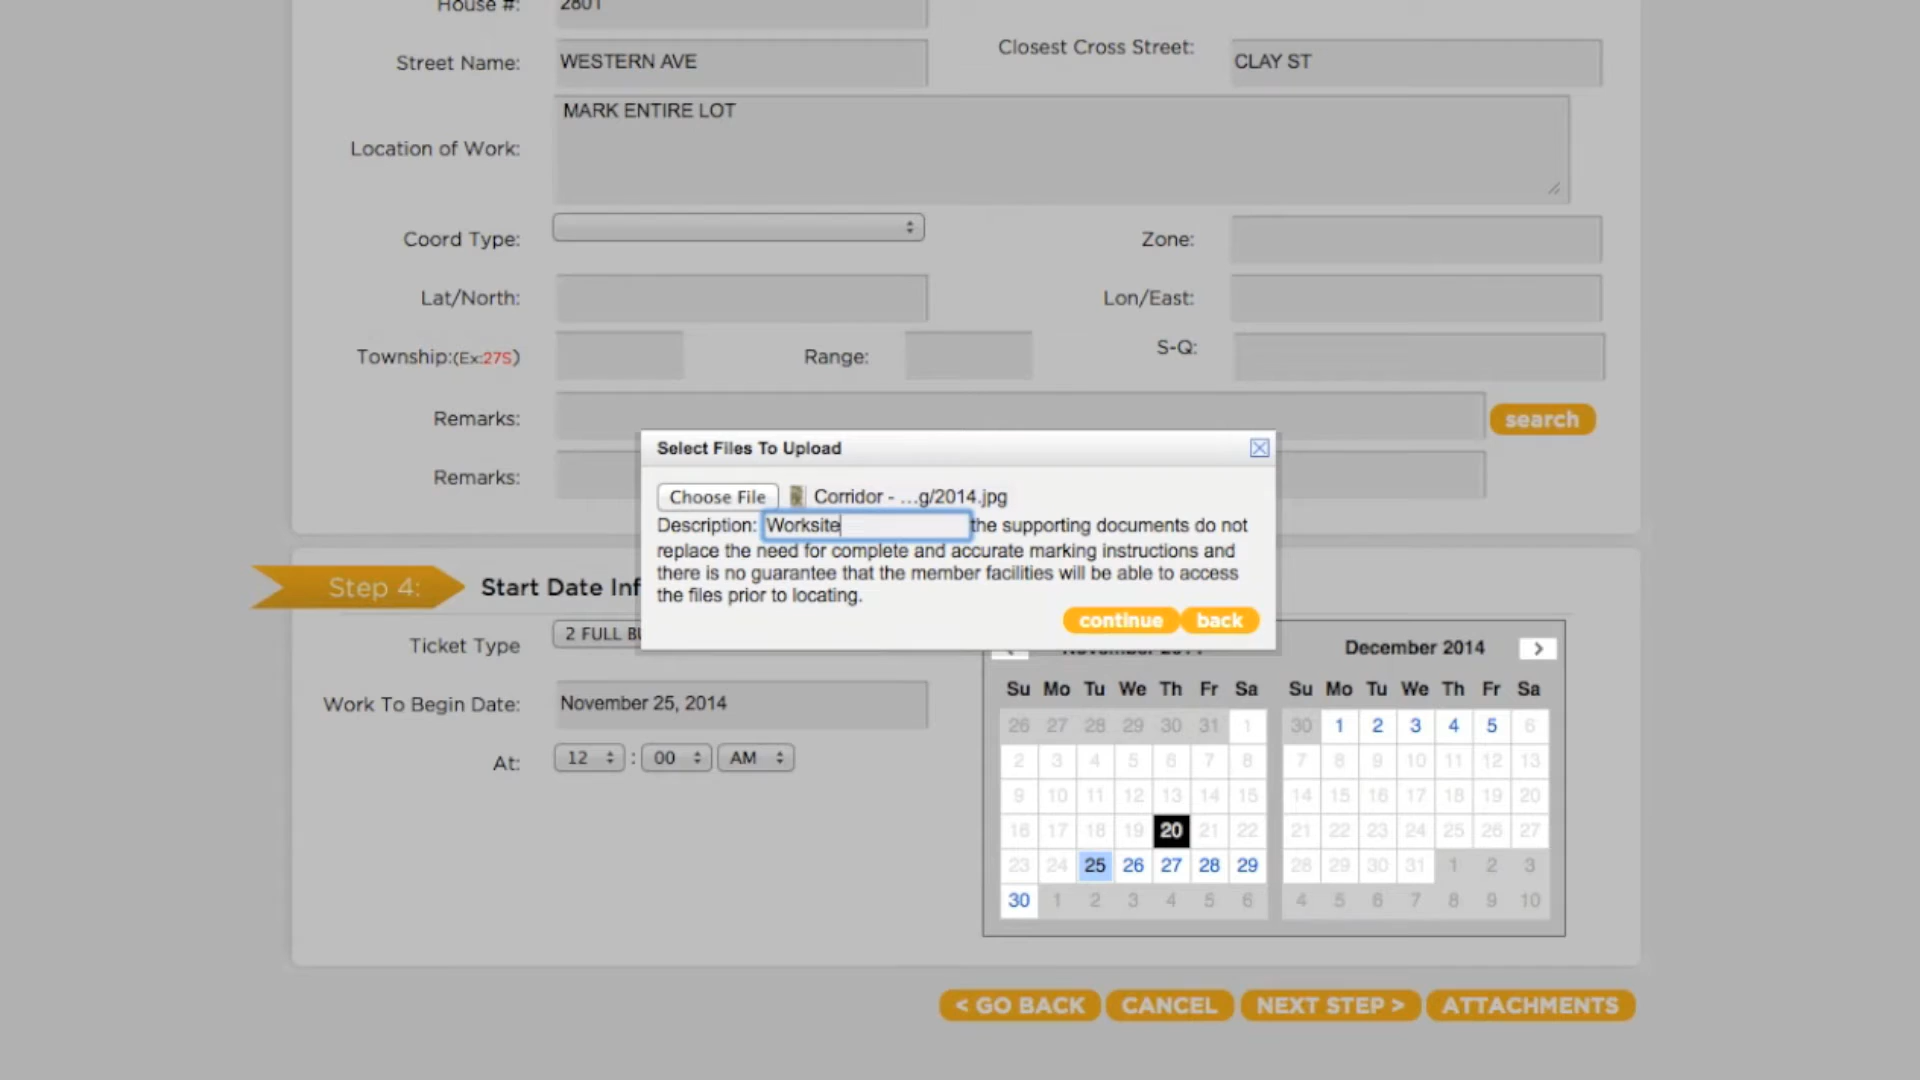 House #: 2801
Street Name: WESTERN AVE Closest Cross Street: CLAY ST
Location of Work: MARK ENTIRE LOT
Coord Type: Zone:
Lat/North: Lon/East:
Township:(Ex:27S) Range: S-Q:
Remarks: search
Remarks:
Select Files To Upload
Choose File Corridor - ...g/2014.jpg
Description: Worksite the supporting documents do not
replace the need for complete and accurate marking instructions and
there is no guarantee that the member facilities will be able to access
the files prior to locating.
continue back
Step 4: Start Date Inf
Ticket Type 2 FULL BU
Work To Begin Date: November 25, 2014
At: 12 : 00 AM
November 2014
Su Mo Tu We Th Fr Sa
26 27 28 29 30 31 1
2 3 4 5 6 7 8
9 10 11 12 13 14 15
16 17 18 19 20 21 22
23 24 25 26 27 28 29
30 1 2 3 4 5 6
December 2014 >
Su Mo Tu We Th Fr Sa
30 1 2 3 4 5 6
7 8 9 10 11 12 13
14 15 16 17 18 19 20
21 22 23 24 25 26 27
28 29 30 31 1 2 3
4 5 6 7 8 9 10
< GO BACK CANCEL NEXT STEP > ATTACHMENTS